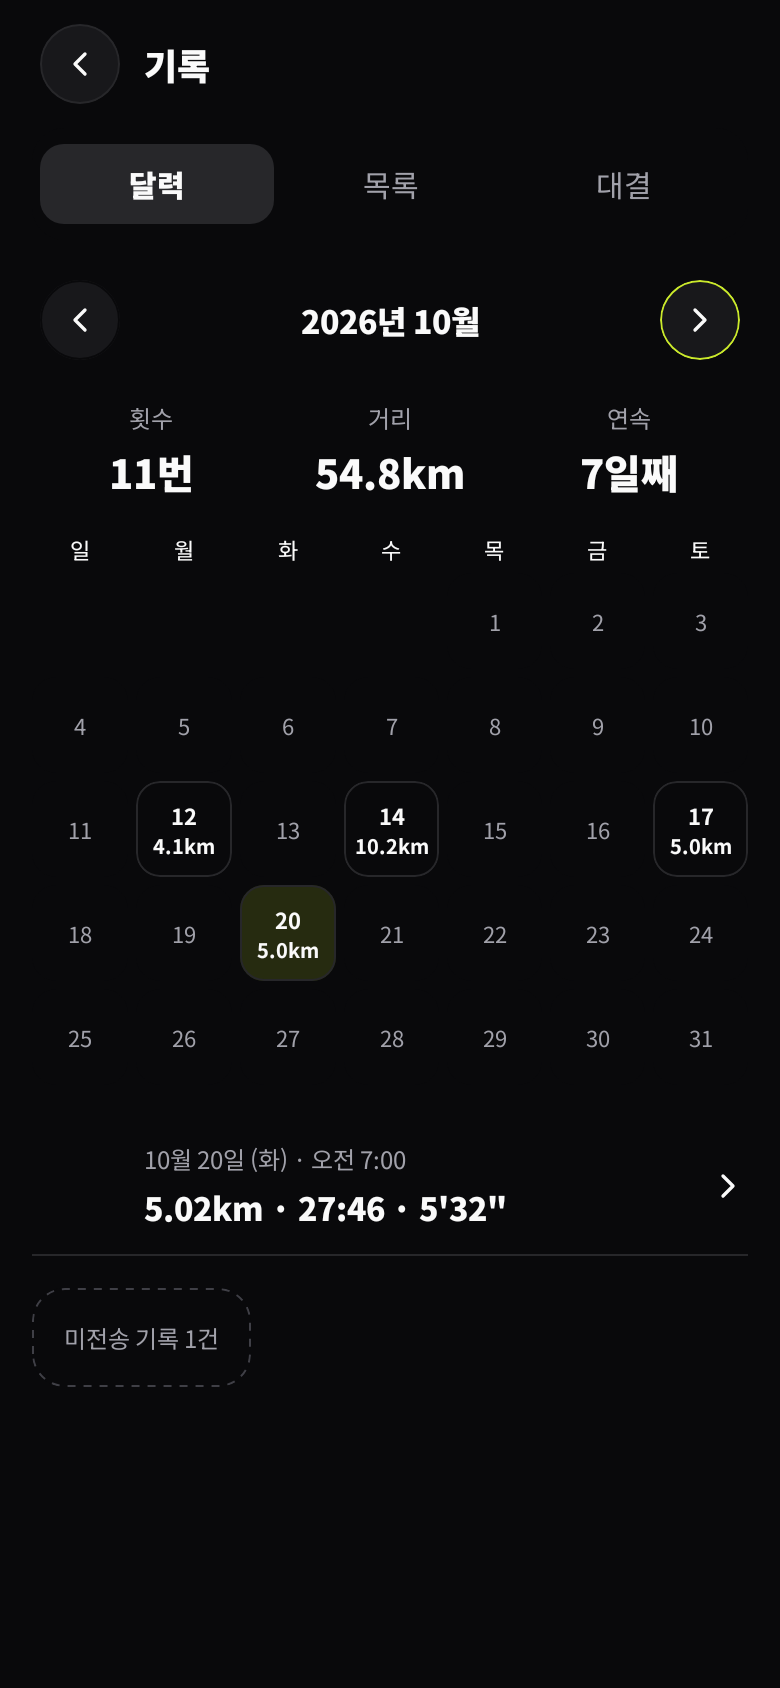 기록
달력 목록 대결
2026년 10월
횟수 거리 연속
11번 54.8km 7일째
일 월 화 수 목 금 토
1 2 3
4 5 6 7 8 9 10
11 12 13 14 15 16 17
4.1km 10.2km 5.0km
18 19 20 21 22 23 24
5.0km
25 26 27 28 29 30 31
10월 20일 (화) · 오전 7:00
5.02km · 27:46 · 5'32"
미전송 기록 1건